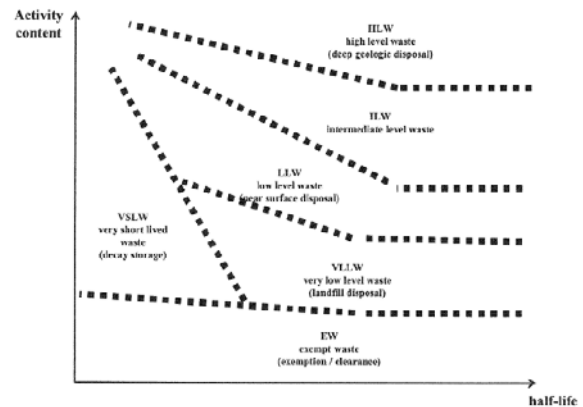 Activity
content
HLW
high level waste
(deep geologic disposal)
ILW
intermediate level waste
LLW
low level waste
(near surface disposal)
VSLW
very short lived
waste
(decay storage)
VLLW
very low level waste
(landfill disposal)
EW
exempt waste
(exemption / clearance)
half-life